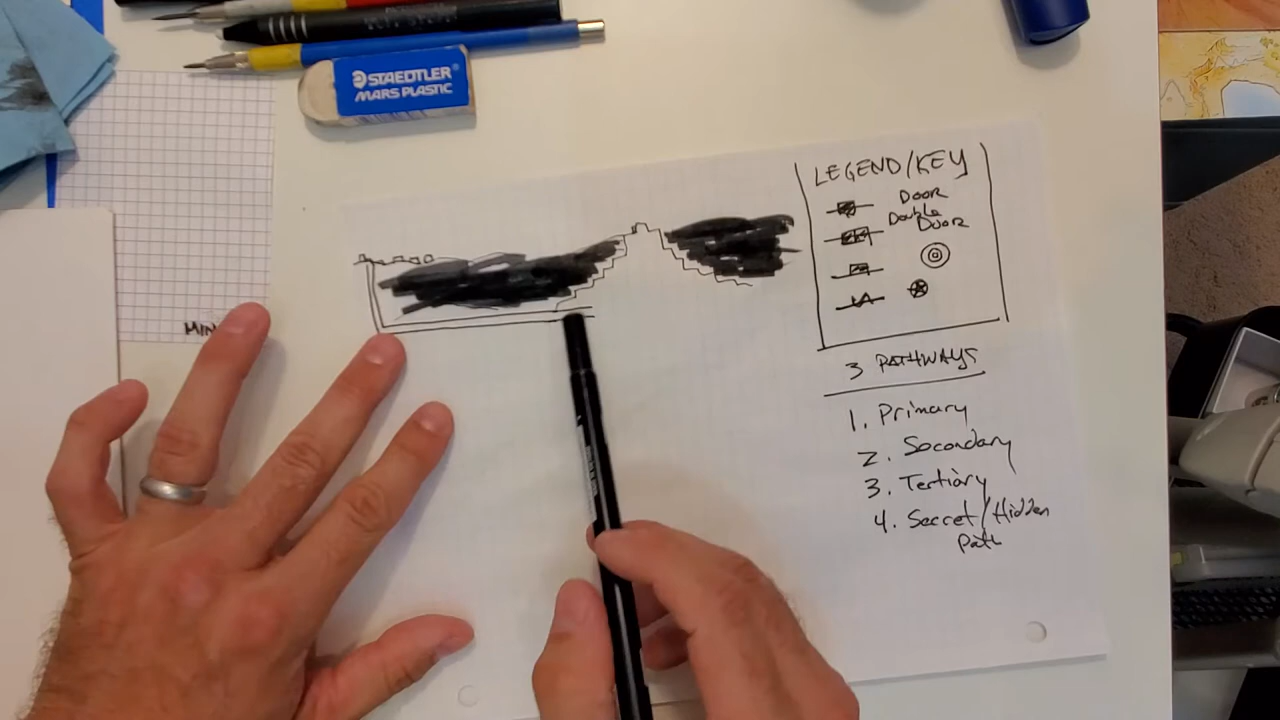 STAEDTLER®
MARS PLASTIC
LEGEND/KEY
DOOR
Double
DOOR
3 PATHWAYS
1. Primary
2. Socondary
3. Tertiary
4. Secret/Hidden
Path
MIN